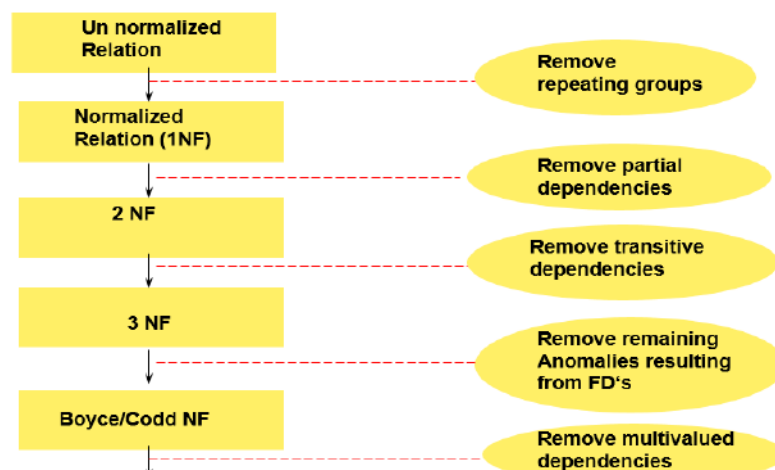 Un normalized
Relation
Remove
repeating groups
Normalized
Relation (1NF)
Remove partial
dependencies
2 NF
Remove transitive
dependencies
3 NF
Remove remaining
Anomalies resulting
from FD‘s
Boyce/Codd NF
Remove multivalued
dependencies